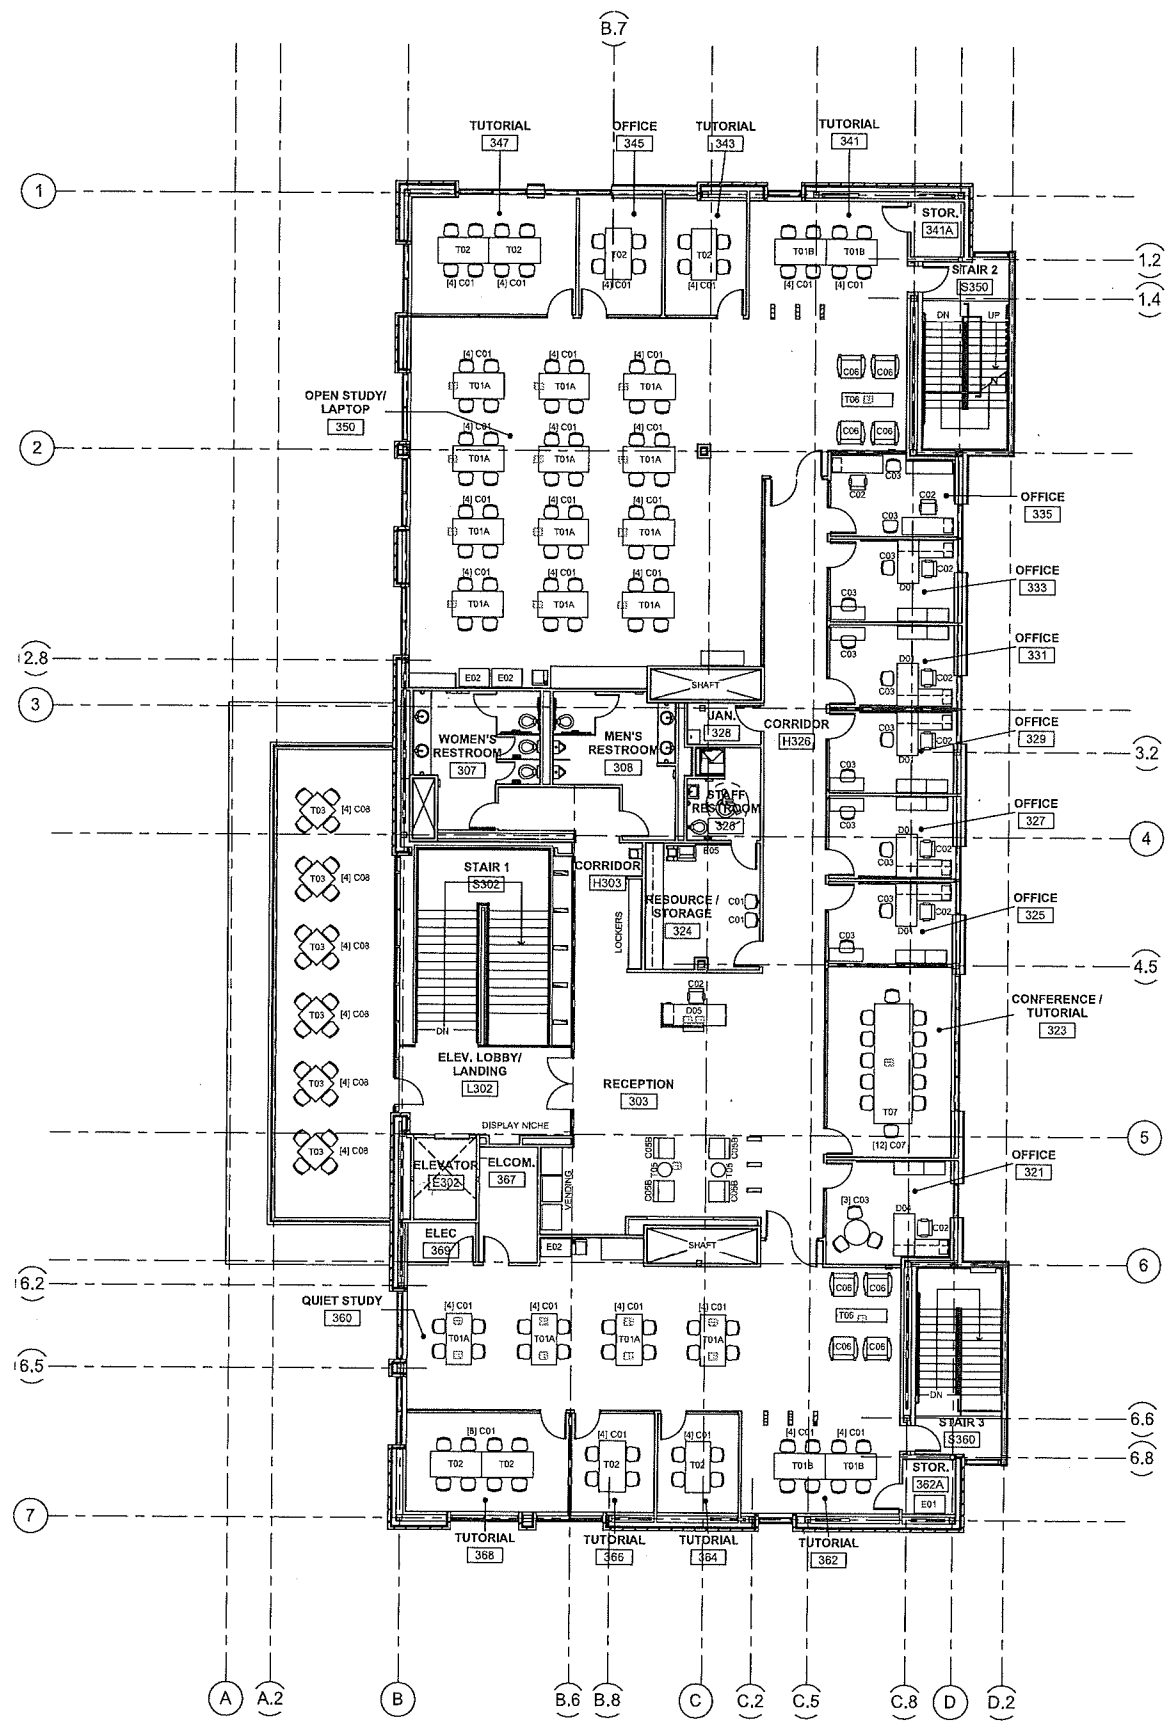 B.7
TUTORIAL
347
OFFICE
345
TUTORIAL
343
TUTORIAL
341
1
STOR.
341A
T02 T02
[4] C01 [4] C01
T02
[4] C01
T02
[4] C01
T01B T01B
[4] C01 [4] C01
1.2
STAIR 2
S350
1.4
DN UP
[4] C01 [4] C01 [4] C01
T01A T01A T01A
C06 C06
T06
C06 C06
OPEN STUDY/
LAPTOP
350
2
[4] C01 [4] C01 [4] C01
T01A T01A T01A
[4] C01 [4] C01 [4] C01
T01A T01A T01A
[4] C01 [4] C01 [4] C01
T01A T01A T01A
C03
C02
C02
C03
OFFICE
335
C03
C02
C03
OFFICE
333
2.8
C03
C02
C03
OFFICE
331
E02 E02
SHAFT
3
JAN.
328
CORRIDOR
H326
WOMEN'S
RESTROOM
307
MEN'S
RESTROOM
308
C03
C02
C03
OFFICE
329
3.2
STAFF
RESTROOM
326
T03 [4] C08
C03
C02
C03
OFFICE
327
4
E05
STAIR 1
S302
CORRIDOR
H303
T03 [4] C08
RESOURCE /
STORAGE
324
C01
C01
LOCKERS
C03
C02
C03
OFFICE
325
T03 [4] C08
4.5
T03 [4] C08
C02
D05
DN
CONFERENCE /
TUTORIAL
323
T07
[12] C07
ELEV. LOBBY/
LANDING
L302
RECEPTION
303
T03 [4] C08
DISPLAY NICHE
5
T03 [4] C08
ELEVATOR
E302
ELCOM.
367
VENDING
C05B C05B
T05 T05
C05B C05B
OFFICE
321
[3] C03
D04
C02
ELEC
369
E02
SHAFT
6
6.2
QUIET STUDY
360
[4] C01 [4] C01 [4] C01 [4] C01
T01A T01A T01A T01A
C06 C06
T06
C06 C06
6.5
DN
6.6
STAIR 3
S360
6.8
[8] C01
T02 T02
[4] C01
T02
[4] C01
T02
[4] C01 [4] C01
T01B T01B
STOR.
362A
E01
7
TUTORIAL
368
TUTORIAL
366
TUTORIAL
364
TUTORIAL
362
A A.2 B B.6 B.8 C C.2 C.5 C.8 D D.2